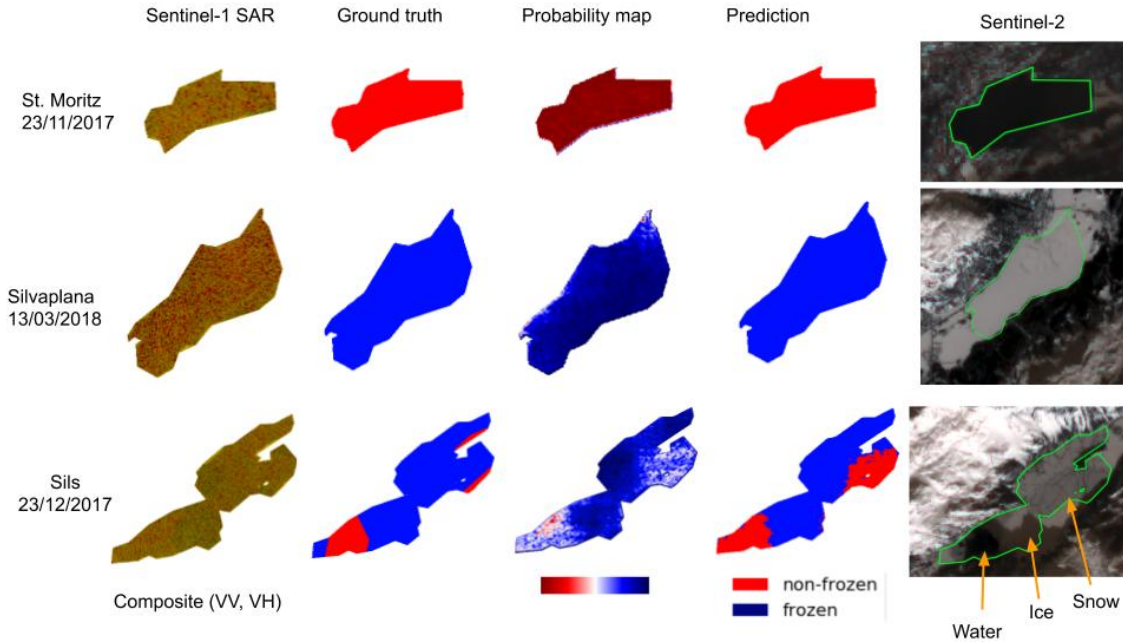 Sentinel-1 SAR Ground truth Probability map Prediction Sentinel-2
St. Moritz
23/11/2017
Silvaplana
13/03/2018
Sils
23/12/2017
Composite (VV, VH)
non-frozen
frozen
Water
Ice
Snow